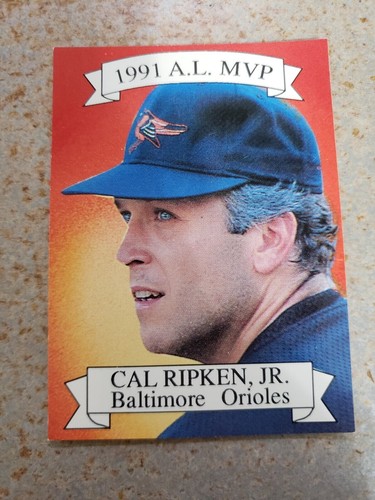 1991 A.L. MVP
CAL RIPKEN, JR.
Baltimore Orioles